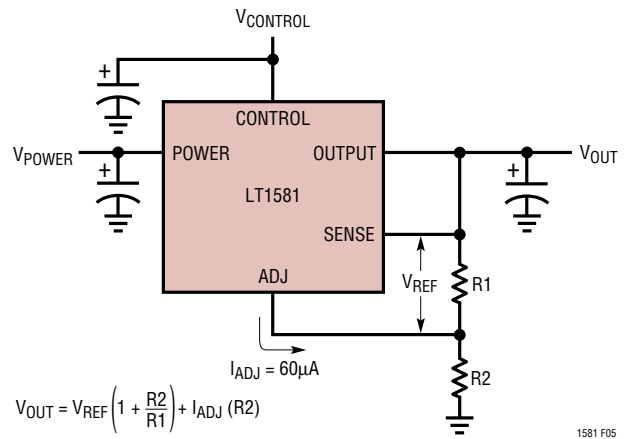 VCONTROL
+
CONTROL
VPOWER
POWER
OUTPUT
VOUT
+
+
LT1581
SENSE
ADJ
VREF
R1
IADJ = 60µA
R2
VOUT = VREF(1 + R2/R1) + IADJ (R2)
1581 F05